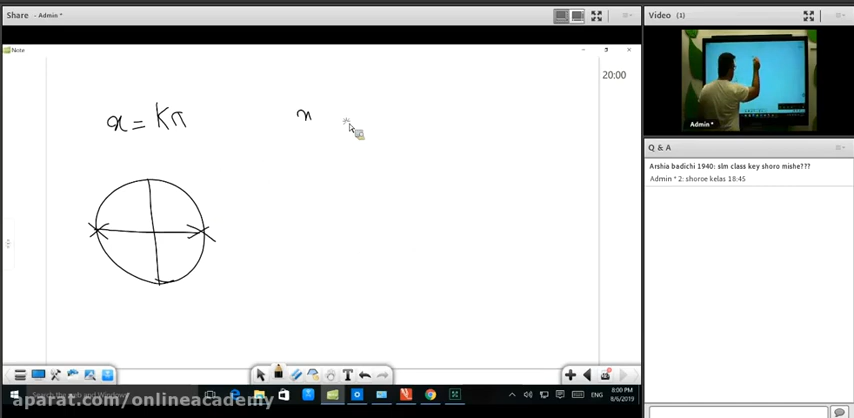 Share - Admin *
Note
20:00
x = Kπ
x
aparat.com/onlineacademy
ENG
8:00 PM
8/6/2019
Video (1)
Admin *
Q & A
Arshia badichi 1940: slm class key shoro mishe???
Admin * 2: shoroe kelas 18:45